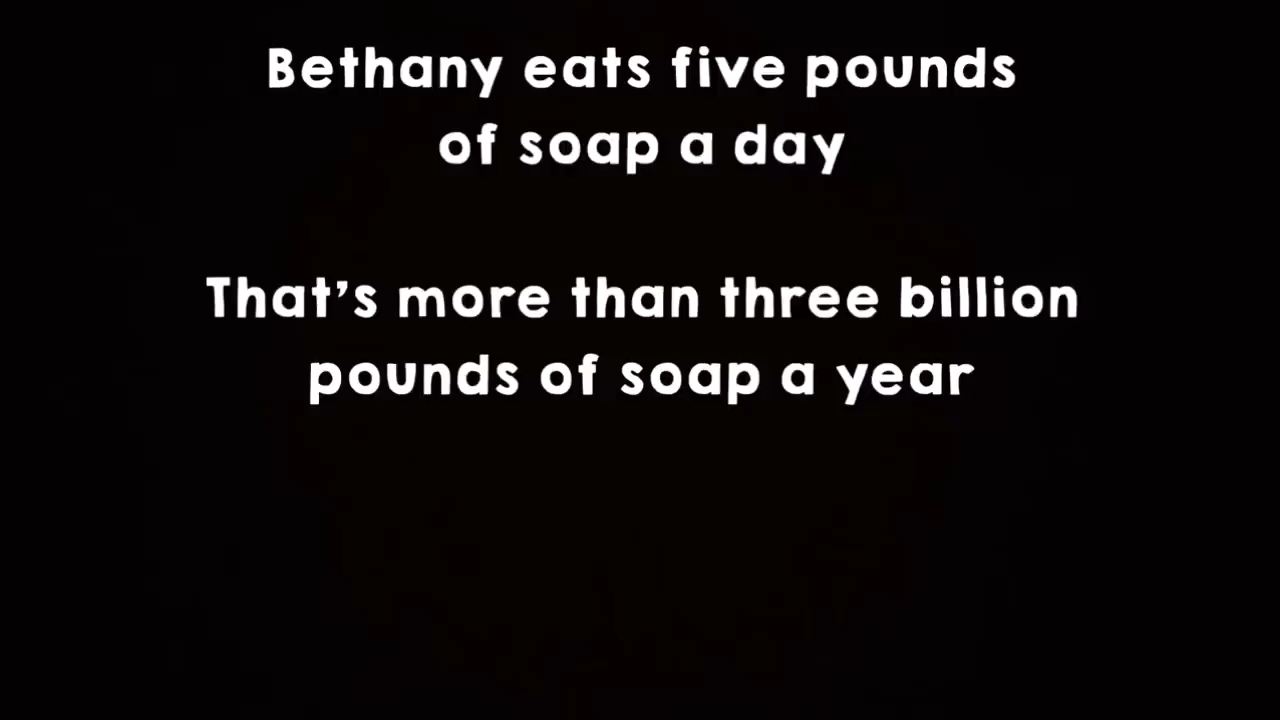 Bethany eats five pounds
of soap a day
That's more than three billion
pounds of soap a year